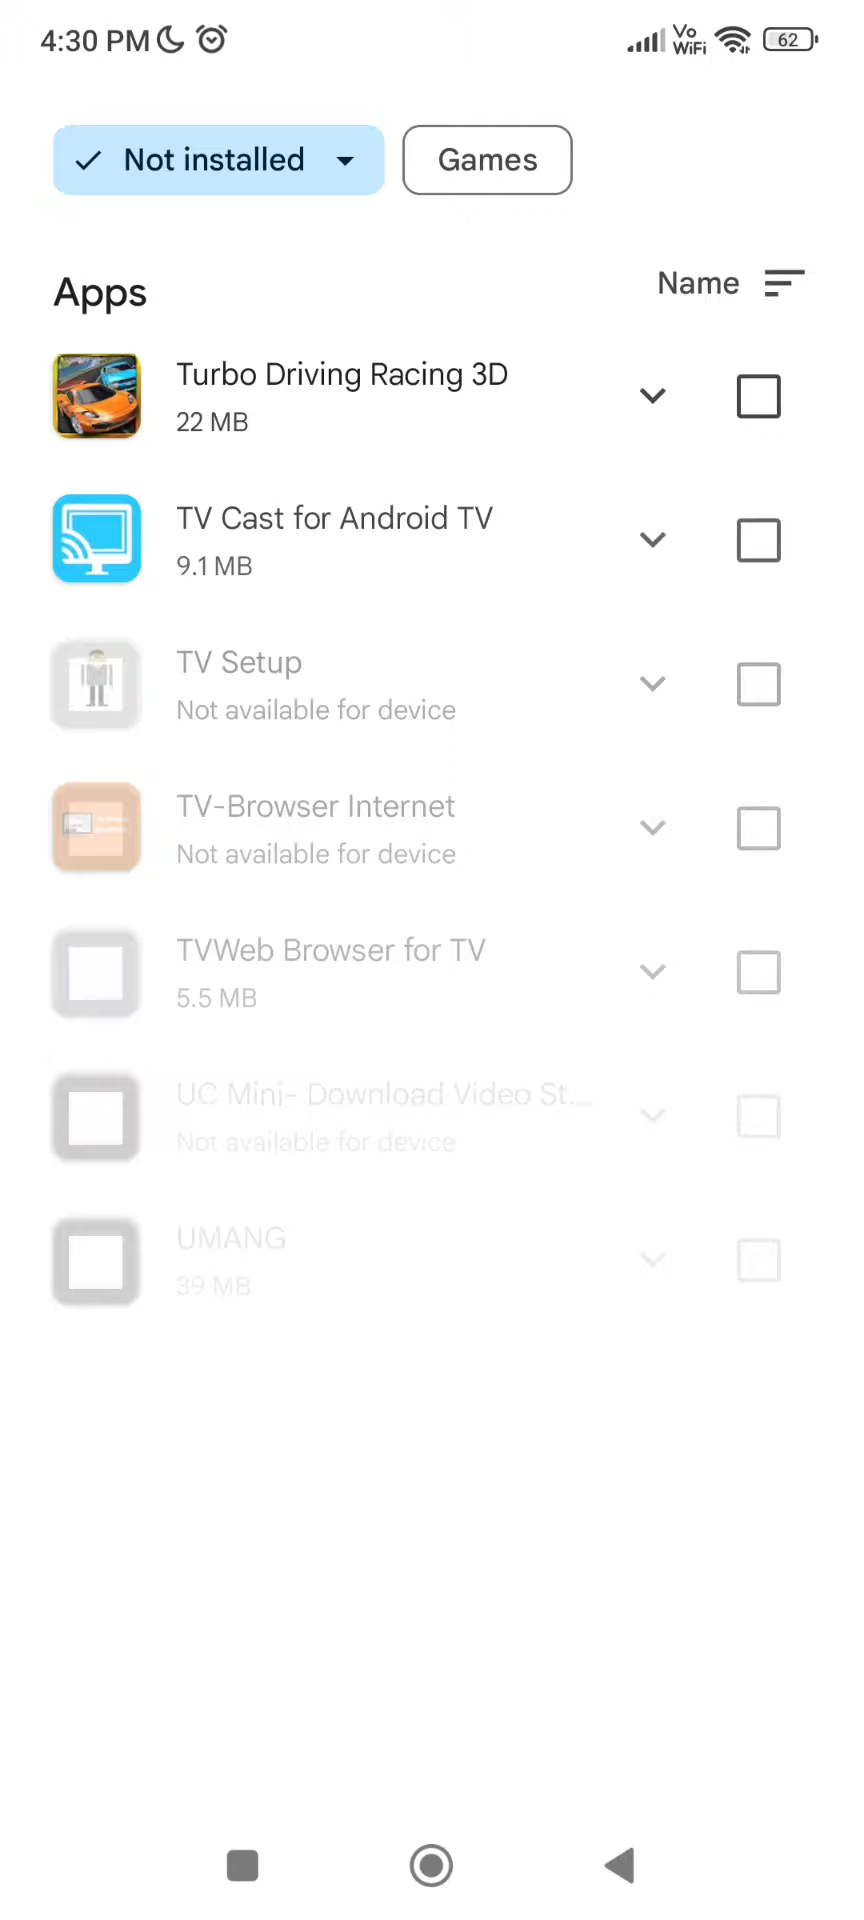 4:30 PM
Vo
WiFi
62
Not installed
Games
Apps
Name
Turbo Driving Racing 3D
22 MB
TV Cast for Android TV
9.1 MB
TV Setup
Not available for device
TV-Browser Internet
Not available for device
TVWeb Browser for TV
5.5 MB
UC Mini- Download Video St...
Not available for device
UMANG
39 MB